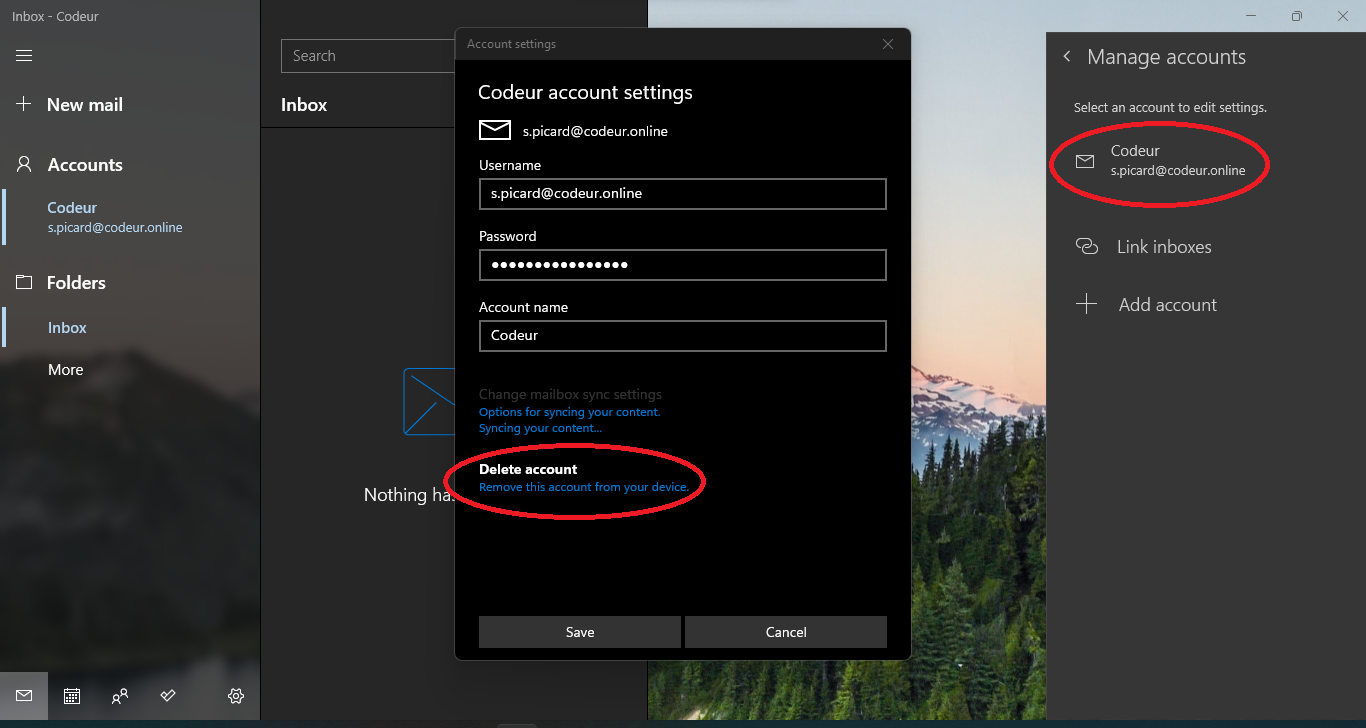 Inbox - Codeur
New mail
Accounts
Codeur
s.picard@codeur.online
Folders
Inbox
More
Search
Inbox
Nothing ha
Account settings
Codeur account settings
s.picard@codeur.online
Username
s.picard@codeur.online
Password
••••••••••••••••
Account name
Codeur
Change mailbox sync settings
Options for syncing your content.
Syncing your content...
Delete account
Remove this account from your device.
Save
Cancel
Manage accounts
Select an account to edit settings.
Codeur
s.picard@codeur.online
Link inboxes
Add account